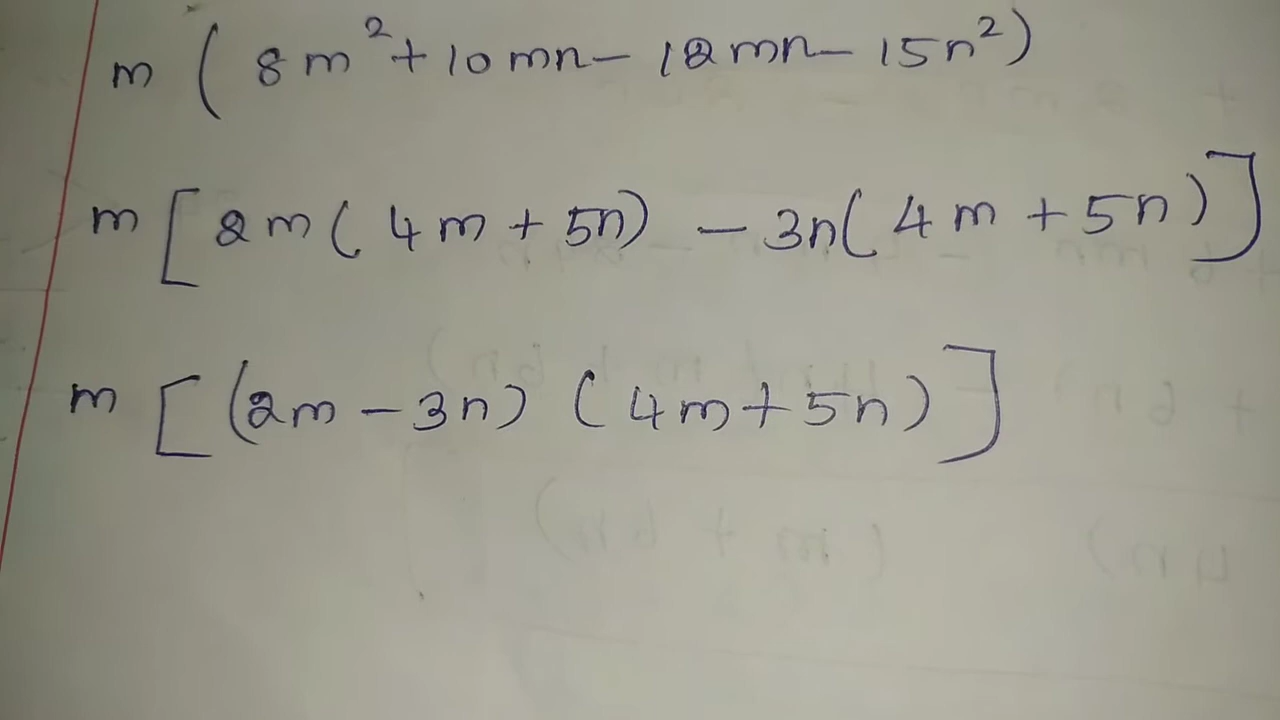 m ( 8m² + 10mn - 12mn - 15n² )
m [ 2m ( 4m + 5n ) - 3n ( 4m + 5n ) ]
m [ ( 2m - 3n ) ( 4m + 5n ) ]